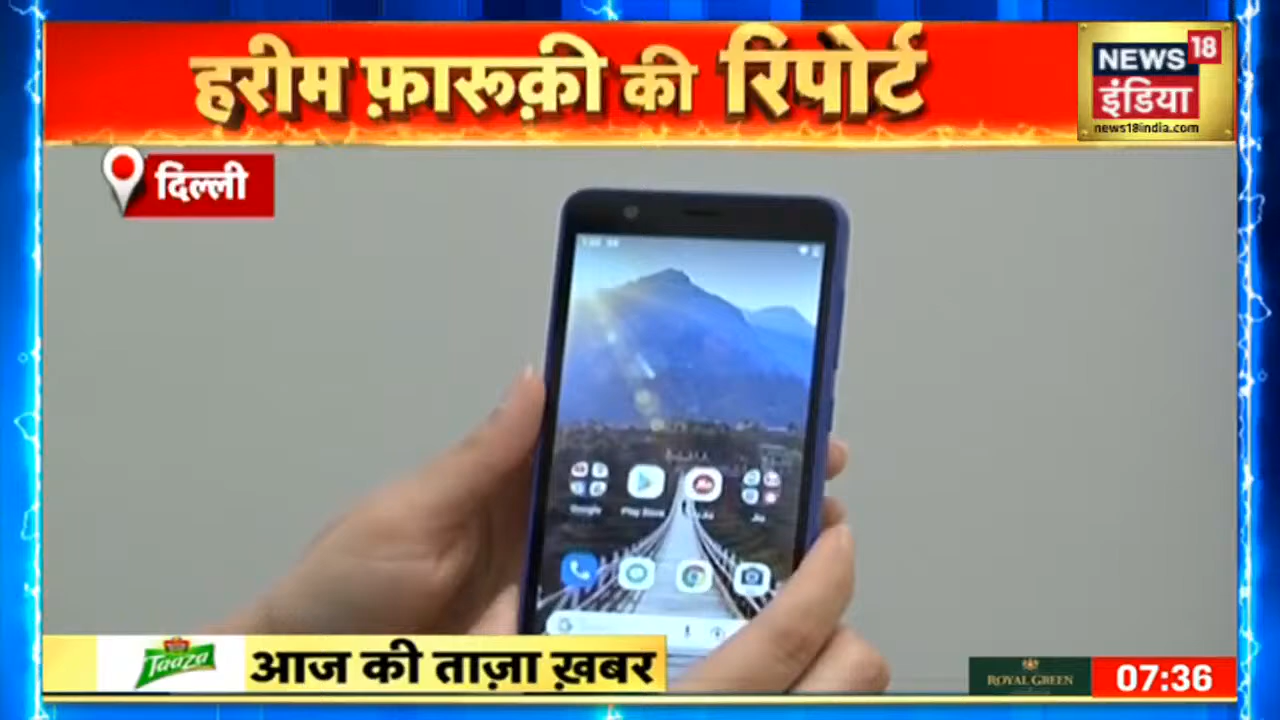 हरीम फ़ारूक़ी की रिपोर्ट
NEWS 18
इंडिया
news18india.com
दिल्ली
Google
Play Store
Jio
Taaza
आज की ताज़ा ख़बर
ROYAL GREEN
07:36